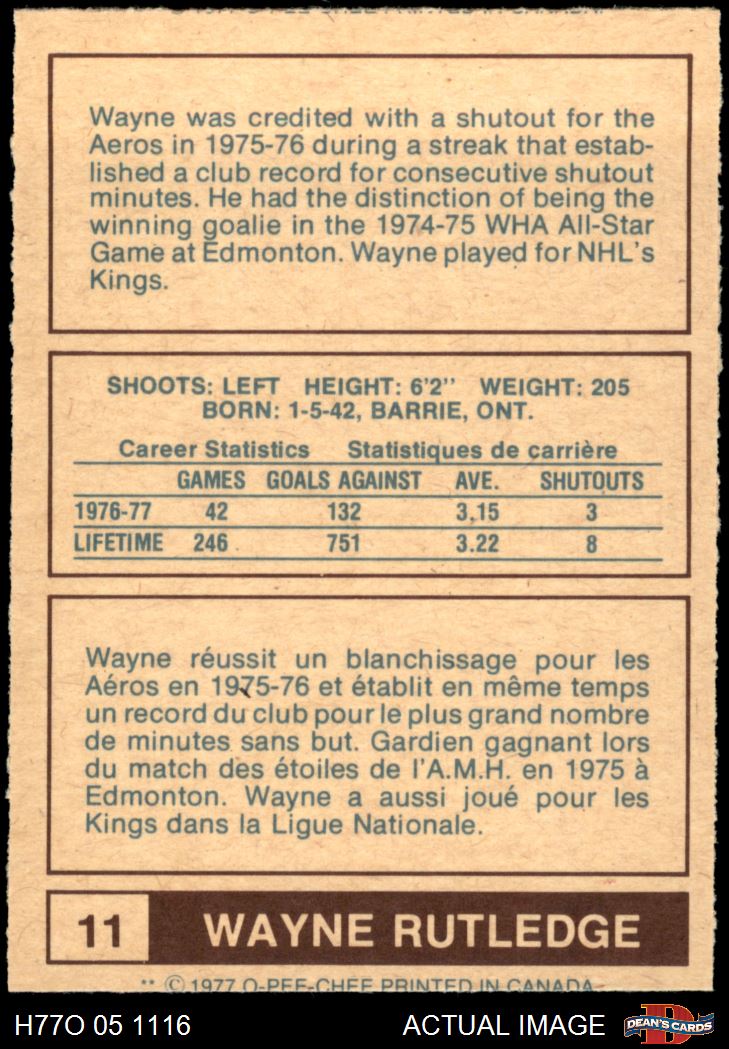 Wayne was credited with a shutout for the
Aeros in 1975-76 during a streak that estab-
lished a club record for consecutive shutout
minutes. He had the distinction of being the
winning goalie in the 1974-75 WHA All-Star
Game at Edmonton. Wayne played for NHL's
Kings.
SHOOTS: LEFT HEIGHT: 6'2" WEIGHT: 205
BORN: 1-5-42, BARRIE, ONT.
Career Statistics Statistiques de carrière
GAMES GOALS AGAINST AVE. SHUTOUTS
1976-77 42 132 3.15 3
LIFETIME 246 751 3.22 8
Wayne réussit un blanchissage pour les
Aéros en 1975-76 et établit en même temps
un record du club pour le plus grand nombre
de minutes sans but. Gardien gagnant lors
du match des étoiles de l'A.M.H. en 1975 à
Edmonton. Wayne a aussi joué pour les
Kings dans la Ligue Nationale.
11 WAYNE RUTLEDGE
** © 1977 O-PEE-CHEE PRINTED IN CANADA
H77O 05 1116 ACTUAL IMAGE DEAN'S CARDS